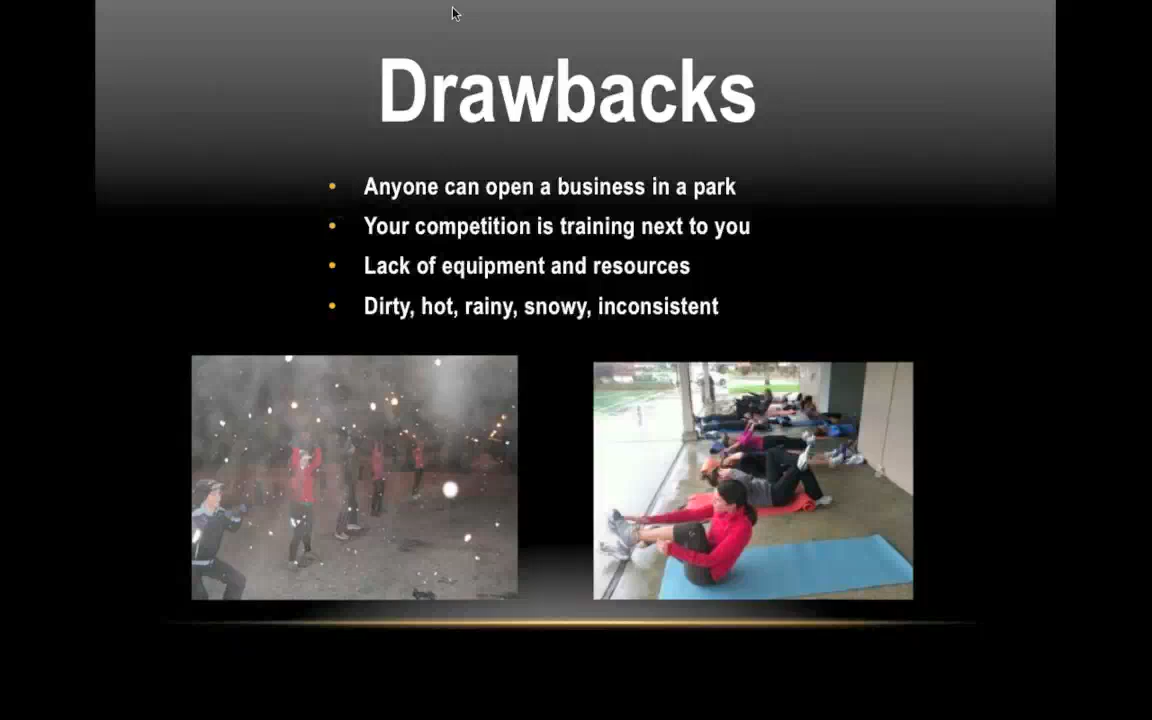 Drawbacks
• Anyone can open a business in a park
• Your competition is training next to you
• Lack of equipment and resources
• Dirty, hot, rainy, snowy, inconsistent